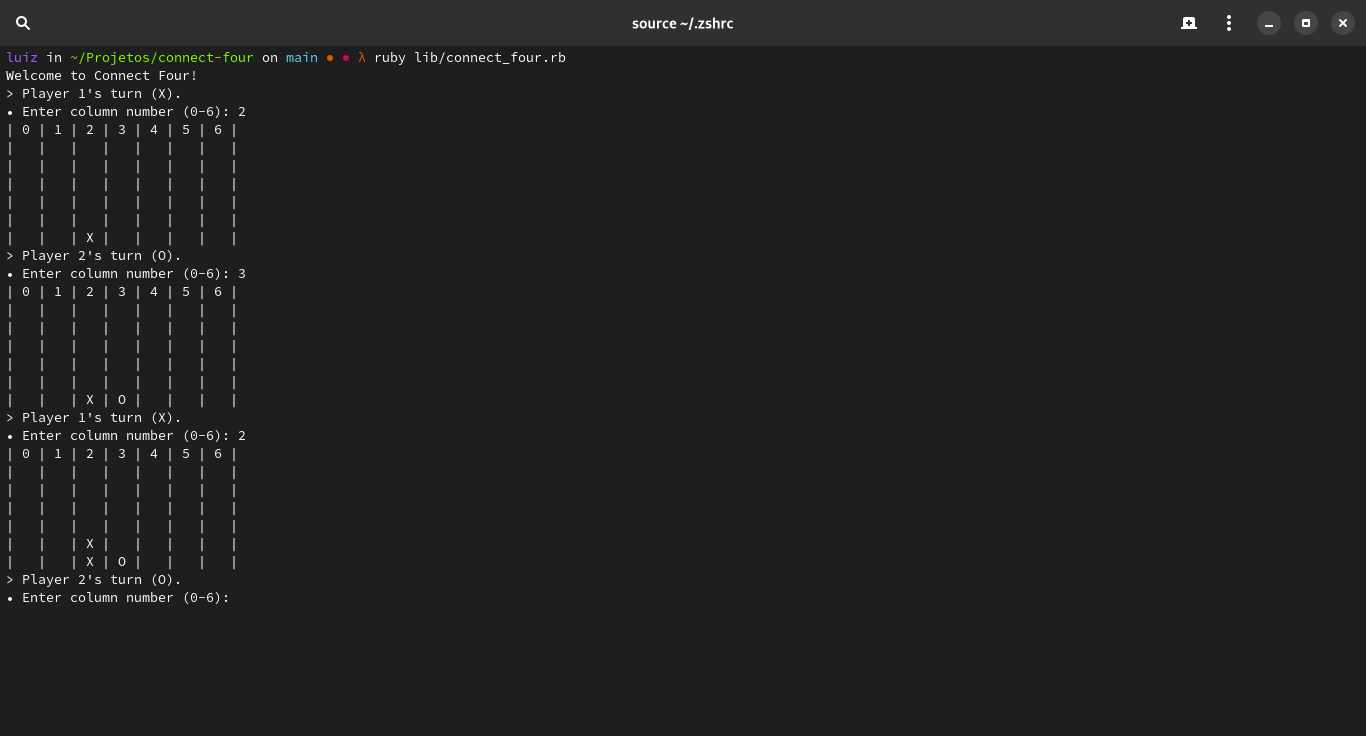 source ~/.zshrc
luiz in ~/Projetos/connect-four on main • • λ ruby lib/connect_four.rb
Welcome to Connect Four!
> Player 1's turn (X).
• Enter column number (0-6): 2
| 0 | 1 | 2 | 3 | 4 | 5 | 6 |
|   |   |   |   |   |   |   |
|   |   |   |   |   |   |   |
|   |   |   |   |   |   |   |
|   |   |   |   |   |   |   |
|   |   |   |   |   |   |   |
|   |   | X |   |   |   |   |
> Player 2's turn (O).
• Enter column number (0-6): 3
| 0 | 1 | 2 | 3 | 4 | 5 | 6 |
|   |   |   |   |   |   |   |
|   |   |   |   |   |   |   |
|   |   |   |   |   |   |   |
|   |   |   |   |   |   |   |
|   |   |   |   |   |   |   |
|   |   | X | O |   |   |   |
> Player 1's turn (X).
• Enter column number (0-6): 2
| 0 | 1 | 2 | 3 | 4 | 5 | 6 |
|   |   |   |   |   |   |   |
|   |   |   |   |   |   |   |
|   |   |   |   |   |   |   |
|   |   |   |   |   |   |   |
|   |   | X |   |   |   |   |
|   |   | X | O |   |   |   |
> Player 2's turn (O).
• Enter column number (0-6):